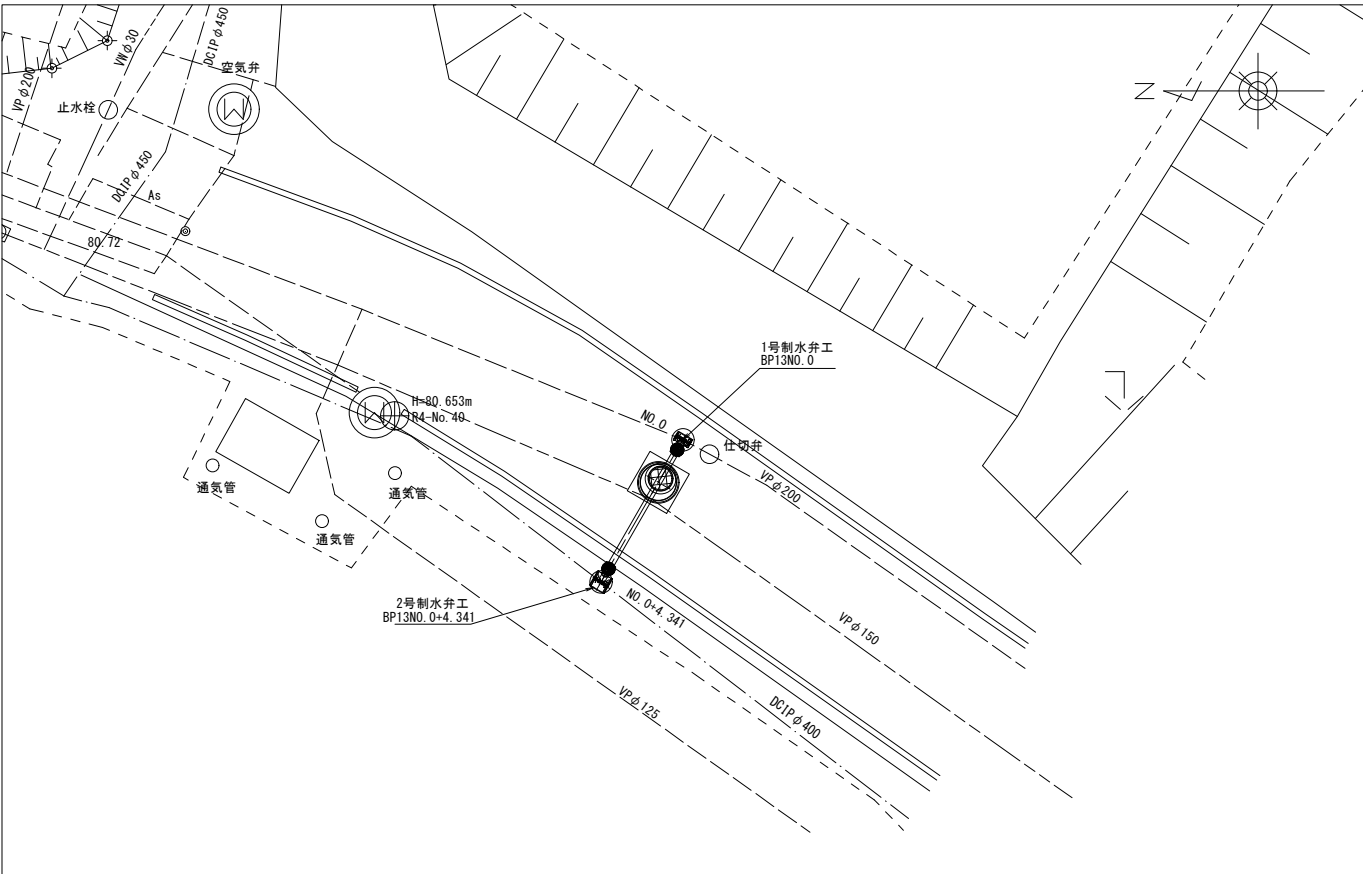 VWφ30
DCIPφ450
空気弁
VPφ200
止水栓
N
DCIPφ450
As
80.72
1号制水弁工
BP13NO.0
H=80.653m
R4-No.40
NO.0
仕切弁
通気管
通気管
VPφ200
通気管
2号制水弁工
BP13NO.0+4.341
NO.0+4.341
VPφ150
VPφ125
DCIPφ400